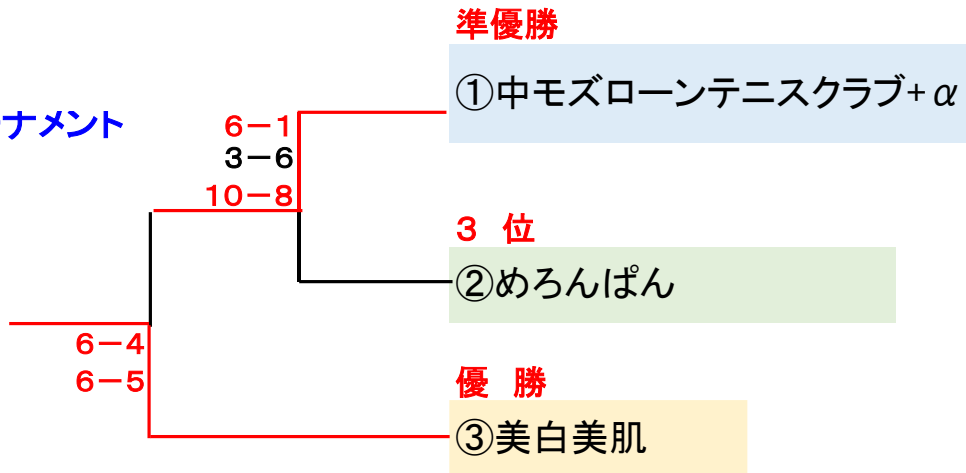 準優勝
①中モズローンテニスクラブ+α
ナメント
6－1
3－6
10－8
3 位
②めろんぱん
6－4
6－5
優 勝
③美白美肌